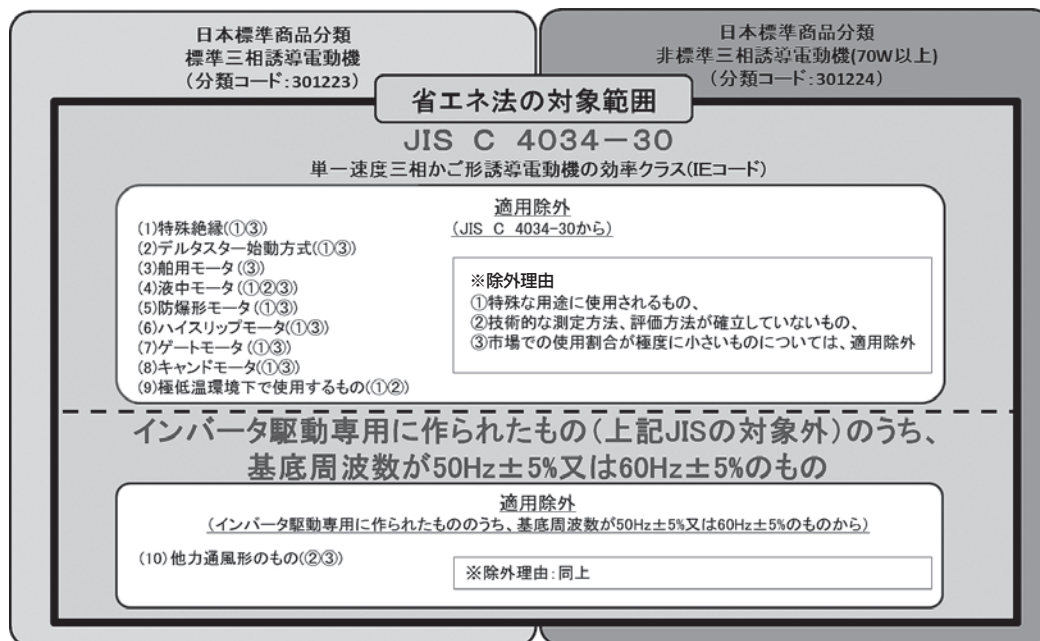 日本標準商品分類
標準三相誘導電動機
（分類コード：301223）
日本標準商品分類
非標準三相誘導電動機(70W以上)
（分類コード：301224）
省エネ法の対象範囲
JIS C 4034－30
単一速度三相かご形誘導電動機の効率クラス(IEコード)
適用除外
(JIS C 4034-30から)
(1)特殊絶縁(①③)
(2)デルタスター始動方式(①③)
(3)舶用モータ(③)
(4)液中モータ(①②③)
(5)防爆形モータ(①③)
(6)ハイスリップモータ(①③)
(7)ゲートモータ(①③)
(8)キャンドモータ(①③)
(9)極低温環境下で使用するもの(①②)
※除外理由
①特殊な用途に使用されるもの、
②技術的な測定方法、評価方法が確立していないもの、
③市場での使用割合が極度に小さいものについては、適用除外
インバータ駆動専用に作られたもの（上記JISの対象外）のうち、
基底周波数が50Hz±5%又は60Hz±5%のもの
適用除外
(インバータ駆動専用に作られたもののうち、基底周波数が50Hz±5%又は60Hz±5%のものから)
(10)他力通風形のもの(②③)
※除外理由：同上